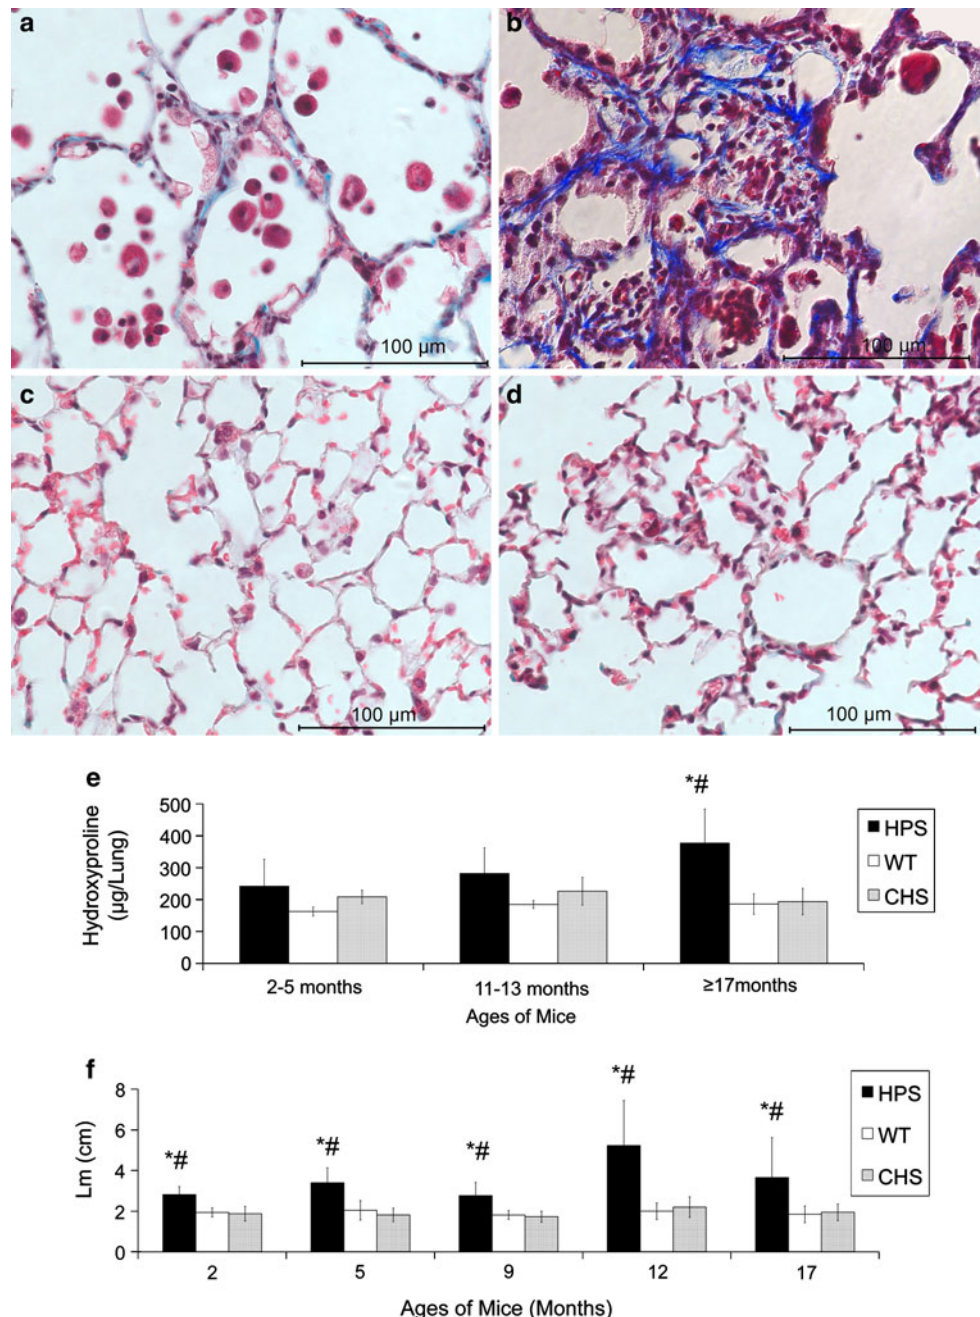 a
b
100 µm
100 µm
c
d
100 µm
100 µm
e
*#
500
400
300
200
100
0
Hydroxyproline
(µg/Lung)
HPS
WT
CHS
2-5 months
11-13 months
≥17months
Ages of Mice
f
*#
*#
*#
*#
*#
8
6
4
2
0
Lm (cm)
HPS
WT
CHS
2
5
9
12
17
Ages of Mice (Months)